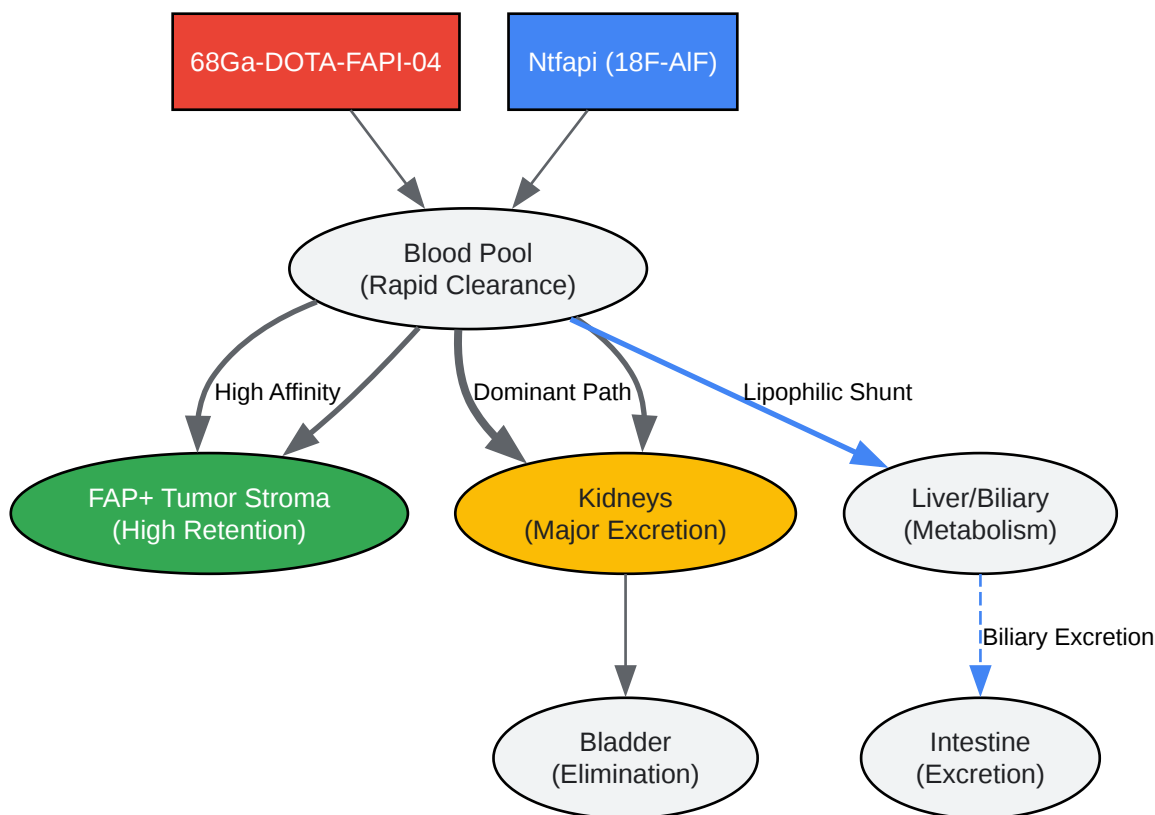 68Ga-DOTA-FAPI-04
Ntfapi (18F-AlF)
Blood Pool
(Rapid Clearance)
High Affinity
Dominant Path
Lipophilic Shunt
FAP+ Tumor Stroma
(High Retention)
Kidneys
(Major Excretion)
Liver/Biliary
(Metabolism)
Biliary Excretion
Bladder
(Elimination)
Intestine
(Excretion)